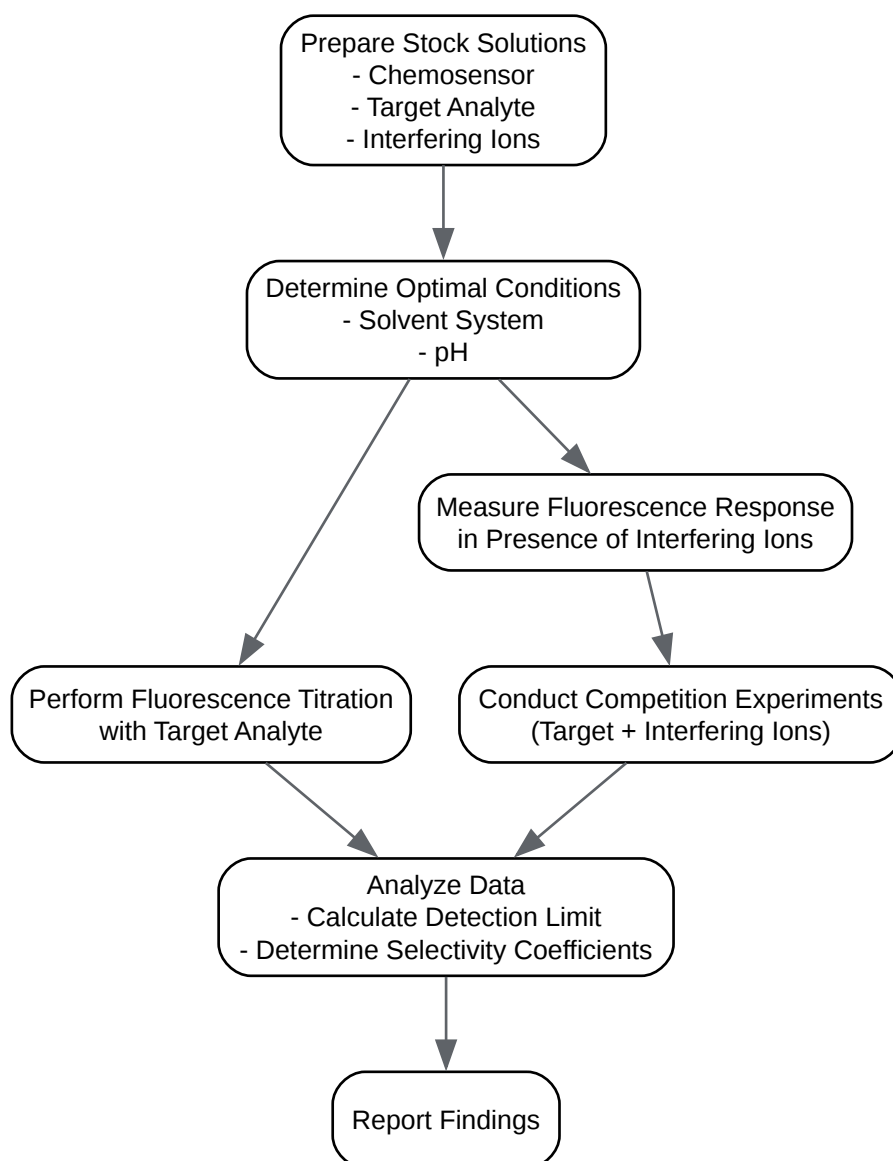 Prepare Stock Solutions
- Chemosensor
- Target Analyte
- Interfering Ions
Determine Optimal Conditions
- Solvent System
- pH
Measure Fluorescence Response
in Presence of Interfering Ions
Perform Fluorescence Titration
with Target Analyte
Conduct Competition Experiments
(Target + Interfering Ions)
Analyze Data
- Calculate Detection Limit
- Determine Selectivity Coefficients
Report Findings